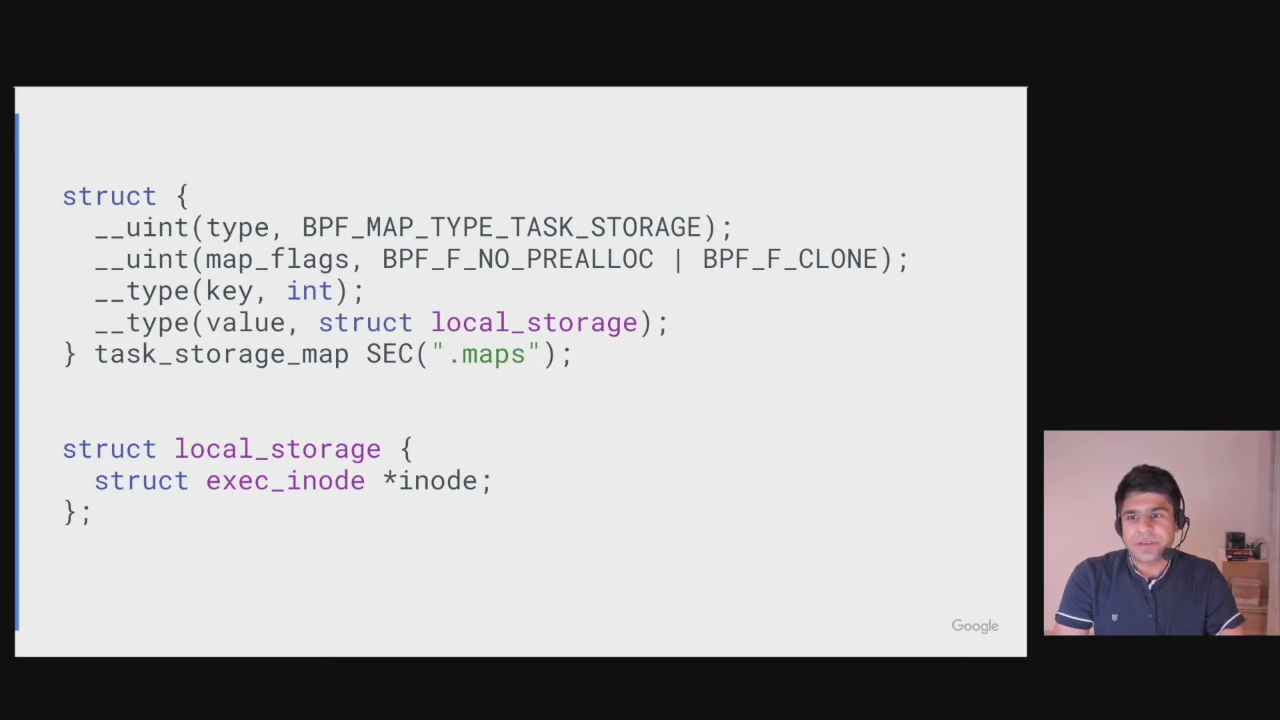 struct {
__uint(type, BPF_MAP_TYPE_TASK_STORAGE);
__uint(map_flags, BPF_F_NO_PREALLOC | BPF_F_CLONE);
__type(key, int);
__type(value, struct local_storage);
} task_storage_map SEC(".maps");
struct local_storage {
struct exec_inode *inode;
};
Google